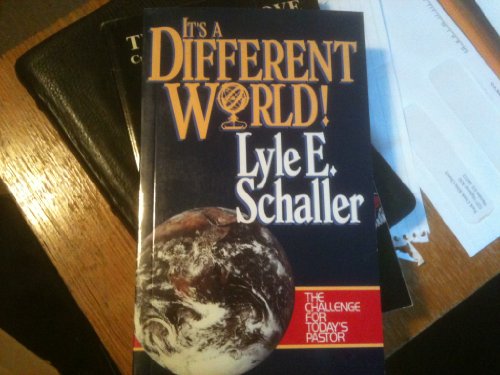 IT'S A
DIFFERENT
WORLD!
Lyle E.
Schaller
THE
CHALLENGE
FOR
TODAY'S
PASTOR